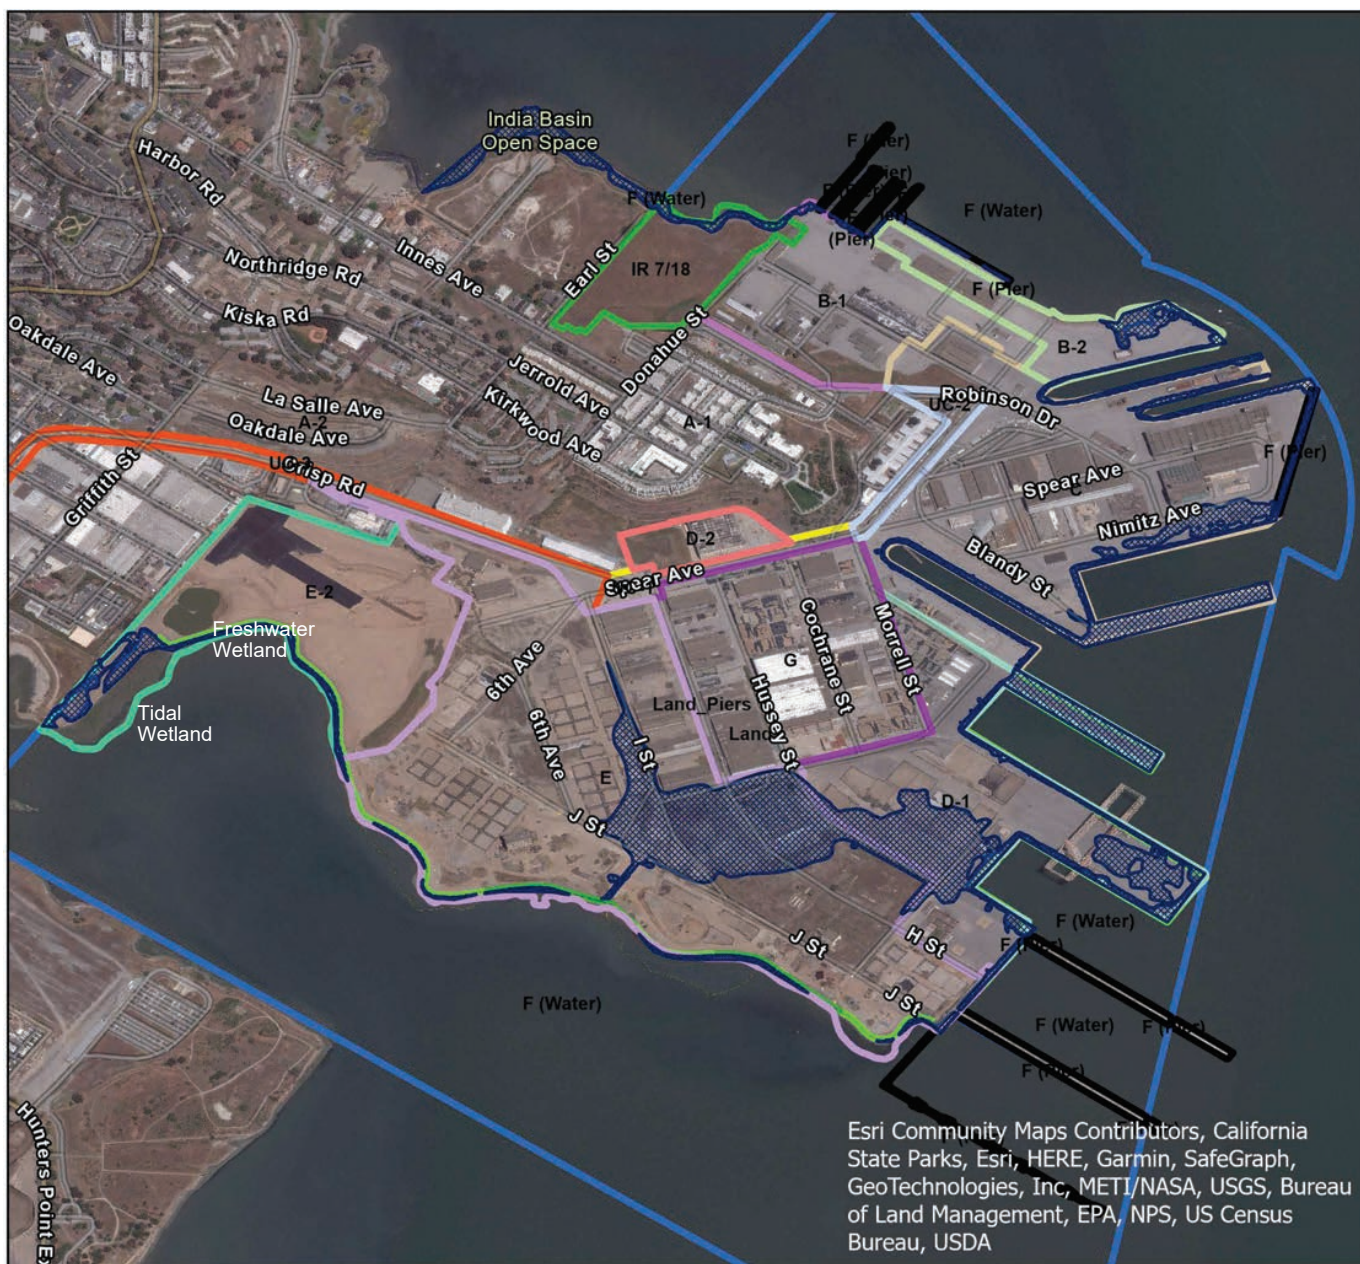 India Basin
Open Space
Harbor Rd
F (Pier)
F (Water)
F (Water)
(Pier)
Innes Ave
Earl St
IR 7/18
Northridge Rd
F (Pier)
B-1
Kiska Rd
Oakdale Ave
Donahue St
B-2
Jerrold Ave
Robinson Dr
UC-2
La Salle Ave
A-2
Kirkwood Ave
A-1
Oakdale Ave
F (Pier)
Crisp Rd
Griffith St
Spear Ave
C
Nimitz Ave
D-2
Blandy St
Spear Ave
E-2
Freshwater
Wetland
6th Ave
Cochrane St
Morrell St
G
Hussey St
Tidal
Wetland
Land_Piers
Land
6th Ave
I St
E
D-1
J St
F (Water)
J St
H St
F (Water)
J St
F (Water)
F (Pier)
F (Pier)
Hunters Point Ex
Esri Community Maps Contributors, California
State Parks, Esri, HERE, Garmin, SafeGraph,
GeoTechnologies, Inc, METI/NASA, USGS, Bureau
of Land Management, EPA, NPS, US Census
Bureau, USDA